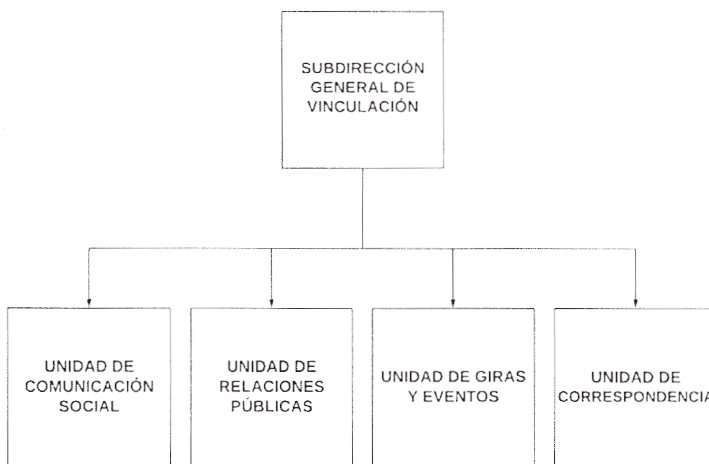 SUBDIRECCIÓN
GENERAL DE
VINCULACIÓN
UNIDAD DE
COMUNICACIÓN
SOCIAL
UNIDAD DE
RELACIONES
PÚBLICAS
UNIDAD DE GIRAS
Y EVENTOS
UNIDAD DE
CORRESPONDENCIA